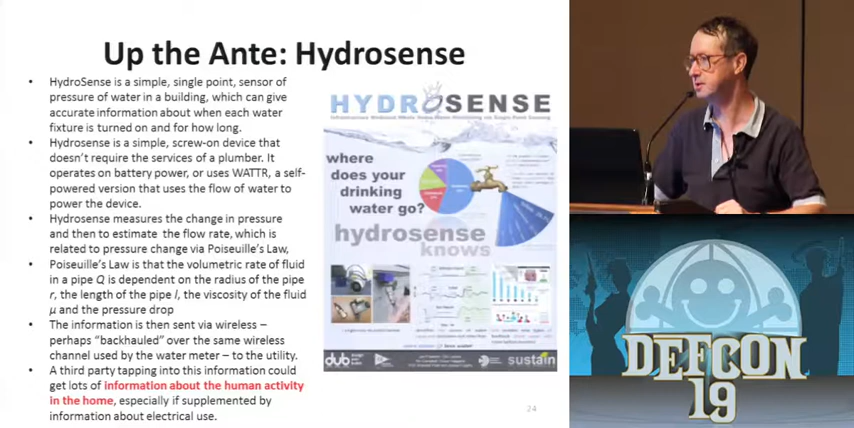 Up the Ante: Hydrosense
• HydroSense is a simple, single point, sensor of
pressure of water in a building, which can give
accurate information about when each water
fixture is turned on and for how long.
• Hydrosense is a simple, screw-on device that
doesn't require the services of a plumber. It
operates on battery power, or uses WATTR, a self-
powered version that uses the flow of water to
power the device.
• Hydrosense measures the change in pressure
and then to estimate the flow rate, which is
related to pressure change via Poiseuille's Law,
• Poiseuille's Law is that the volumetric rate of fluid
in a pipe Q is dependent on the radius of the pipe
r, the length of the pipe l, the viscosity of the fluid
μ and the pressure drop
• The information is then sent via wireless –
perhaps "backhauled" over the same wireless
channel used by the water meter – to the utility.
• A third party tapping into this information could
get lots of information about the human activity
in the home, especially if supplemented by
information about electrical use.
HYDROSENSE
where
does your
drinking
water go?
hydrosense
knows
dub
sustain
24
DEFCON
19